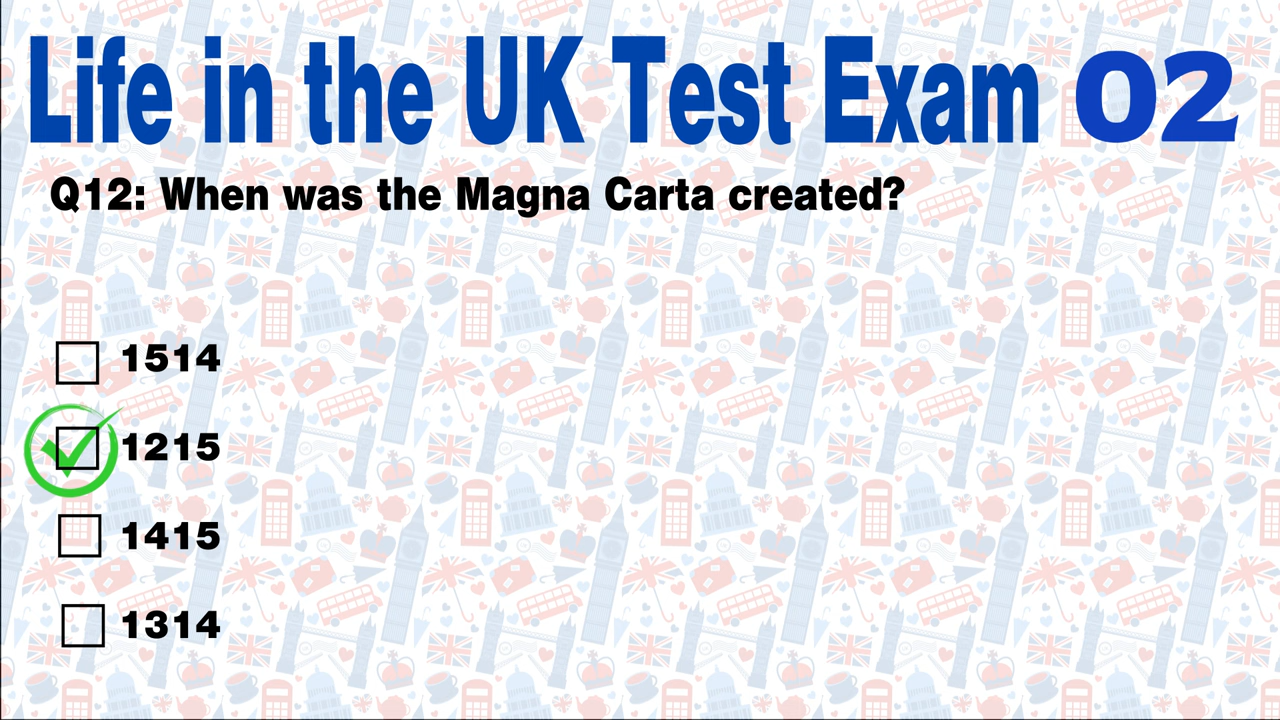 Life in the UK Test Exam 02
Q12: When was the Magna Carta created?
1514
1215
1415
1314